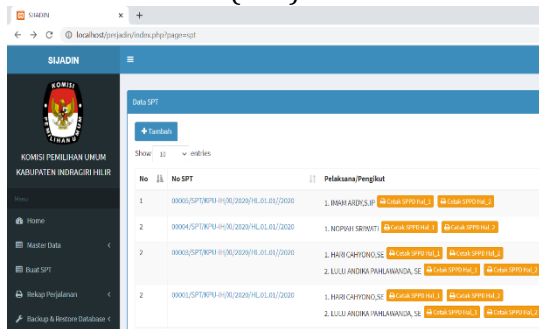 SIJADIN
localhost/perjadin/index.php?page=spt
SIJADIN
KOMISI
PEMILIHAN UMUM
KOMISI PEMILIHAN UMUM
KABUPATEN INDRAGIRI HILIR
Menu
Home
Master Data
Buat SPT
Rekap Perjalanan
Backup & Restore Database
Data SPT
+ Tambah
Show 10 entries
No No SPT Pelaksana/Pengikut
1 00005/SPT/KPU-IH/XI/2020/HL.01.01//2020 1. IMAM ARDY,S.IP Cetak SPPD Hal_1 Cetak SPPD Hal_2
2 00004/SPT/KPU-IH/XI/2020/HL.01.01//2020 1. NOPIAH SRIWATI Cetak SPPD Hal_1 Cetak SPPD Hal_2
2 00003/SPT/KPU-IH/XI/2020/HL.01.01//2020 1. HARI CAHYONO,SE Cetak SPPD Hal_1 Cetak SPPD Hal_2
2. LULU ANDIKA PAHLAWANDA, SE Cetak SPPD Hal_1 Cetak SPPD Hal_2
2 00001/SPT/KPU-IH/XI/2020/HL.01.01//2020 1. HARI CAHYONO,SE Cetak SPPD Hal_1 Cetak SPPD Hal_2
2. LULU ANDIKA PAHLAWANDA, SE Cetak SPPD Hal_1 Cetak SPPD Hal_2